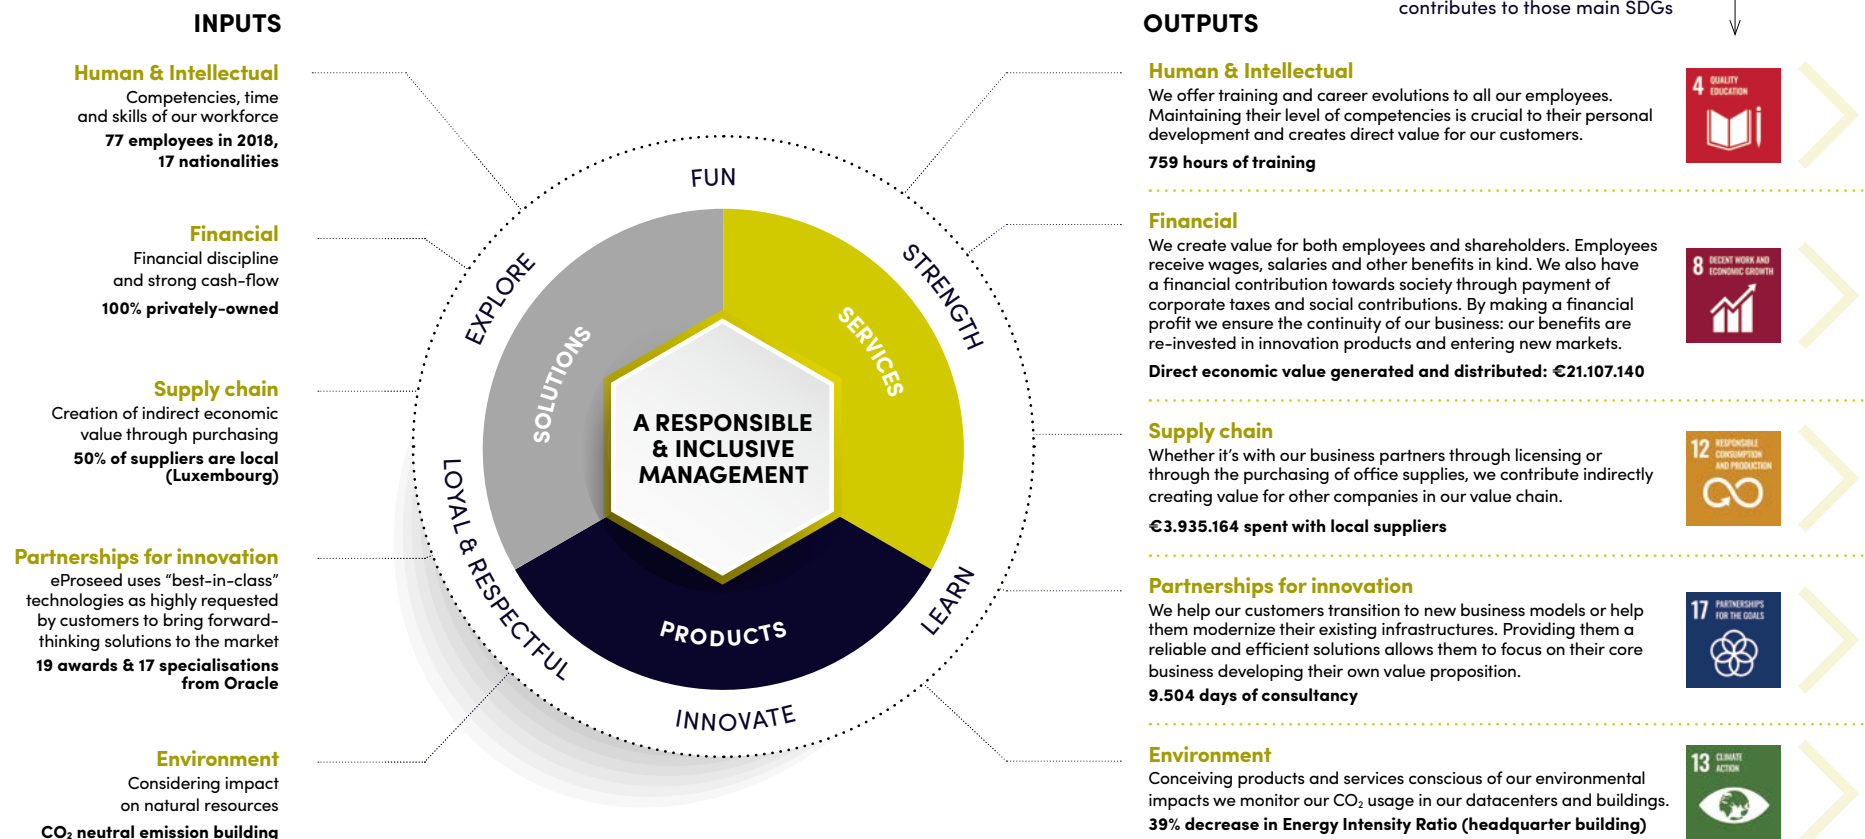 INPUTS
Human & Intellectual
Competencies, time
and skills of our workforce
77 employees in 2018,
17 nationalities
Financial
Financial discipline
and strong cash-flow
100% privately-owned
Supply chain
Creation of indirect economic
value through purchasing
50% of suppliers are local
(Luxembourg)
Partnerships for innovation
eProseed uses “best-in-class”
technologies as highly requested
by customers to bring forward-
thinking solutions to the market
19 awards & 17 specialisations
from Oracle
Environment
Considering impact
on natural resources
CO₂ neutral emission building
FUN
STRENGTH
LEARN
INNOVATE
LOYAL & RESPECTFUL
EXPLORE
SOLUTIONS
SERVICES
PRODUCTS
A RESPONSIBLE
& INCLUSIVE
MANAGEMENT
contributes to those main SDGs
OUTPUTS
Human & Intellectual
We offer training and career evolutions to all our employees.
Maintaining their level of competencies is crucial to their personal
development and creates direct value for our customers.
759 hours of training
4 QUALITY
EDUCATION
Financial
We create value for both employees and shareholders. Employees
receive wages, salaries and other benefits in kind. We also have
a financial contribution towards society through payment of
corporate taxes and social contributions. By making a financial
profit we ensure the continuity of our business: our benefits are
re-invested in innovation products and entering new markets.
Direct economic value generated and distributed: €21.107.140
8 DECENT WORK AND
ECONOMIC GROWTH
Supply chain
Whether it’s with our business partners through licensing or
through the purchasing of office supplies, we contribute indirectly
creating value for other companies in our value chain.
€3.935.164 spent with local suppliers
12 RESPONSIBLE
CONSUMPTION
AND PRODUCTION
Partnerships for innovation
We help our customers transition to new business models or help
them modernize their existing infrastructures. Providing them a
reliable and efficient solutions allows them to focus on their core
business developing their own value proposition.
9.504 days of consultancy
17 PARTNERSHIPS
FOR THE GOALS
Environment
Conceiving products and services conscious of our environmental
impacts we monitor our CO₂ usage in our datacenters and buildings.
39% decrease in Energy Intensity Ratio (headquarter building)
13 CLIMATE
ACTION